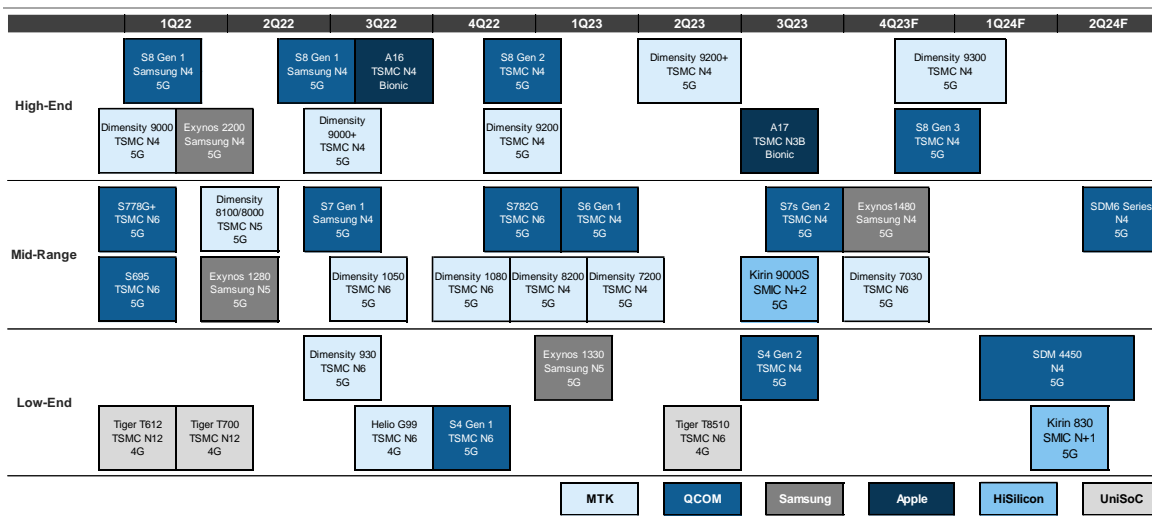 1Q22 2Q22 3Q22 4Q22 1Q23 2Q23 3Q23 4Q23F 1Q24F 2Q24F
High-End
S8 Gen 1
Samsung N4
5G
S8 Gen 1
Samsung N4
5G
A16
TSMC N4
Bionic
S8 Gen 2
TSMC N4
5G
Dimensity 9200+
TSMC N4
5G
Dimensity 9300
TSMC N4
5G
Dimensity 9000
TSMC N4
5G
Exynos 2200
Samsung N4
5G
Dimensity
9000+
TSMC N4
5G
Dimensity 9200
TSMC N4
5G
A17
TSMC N3B
Bionic
S8 Gen 3
TSMC N4
5G
Mid-Range
S778G+
TSMC N6
5G
Dimensity
8100/8000
TSMC N5
5G
S7 Gen 1
Samsung N4
5G
S782G
TSMC N6
5G
S6 Gen 1
TSMC N4
5G
S7s Gen 2
TSMC N4
5G
Exynos1480
Samsung N4
5G
SDM6 Series
N4
5G
S695
TSMC N6
5G
Exynos 1280
Samsung N5
5G
Dimensity 1050
TSMC N6
5G
Dimensity 1080
TSMC N6
5G
Dimensity 8200
TSMC N4
5G
Dimensity 7200
TSMC N4
5G
Kirin 9000S
SMIC N+2
5G
Dimensity 7030
TSMC N6
5G
Low-End
Dimensity 930
TSMC N6
5G
Exynos 1330
Samsung N5
5G
S4 Gen 2
TSMC N4
5G
SDM 4450
N4
5G
Tiger T612
TSMC N12
4G
Tiger T700
TSMC N12
4G
Helio G99
TSMC N6
4G
S4 Gen 1
TSMC N6
5G
Tiger T8510
TSMC N6
4G
Kirin 830
SMIC N+1
5G
MTK QCOM Samsung Apple HiSilicon UniSoC